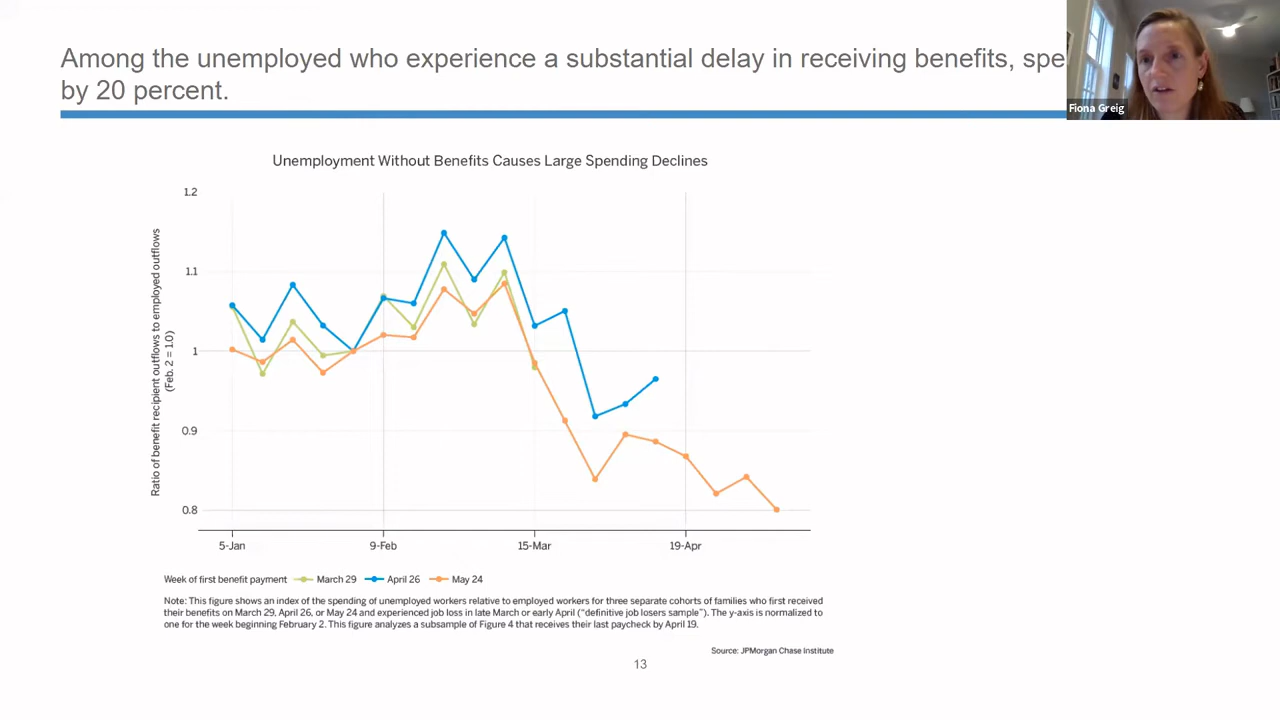 Among the unemployed who experience a substantial delay in receiving benefits, spe
by 20 percent.
Fiona Greig
Unemployment Without Benefits Causes Large Spending Declines
Ratio of benefit recipient outflows to employed outflows
(Feb. 2 = 1.0)
1.2
1.1
1
0.9
0.8
5-Jan 9-Feb 15-Mar 19-Apr
Week of first benefit payment March 29 April 26 May 24
Note: This figure shows an index of the spending of unemployed workers relative to employed workers for three separate cohorts of families who first received
their benefits on March 29, April 26, or May 24 and experienced job loss in late March or early April (“definitive job losers sample”). The y-axis is normalized to
one for the week beginning February 2. This figure analyzes a subsample of Figure 4 that receives their last paycheck by April 19.
Source: JPMorgan Chase Institute
13